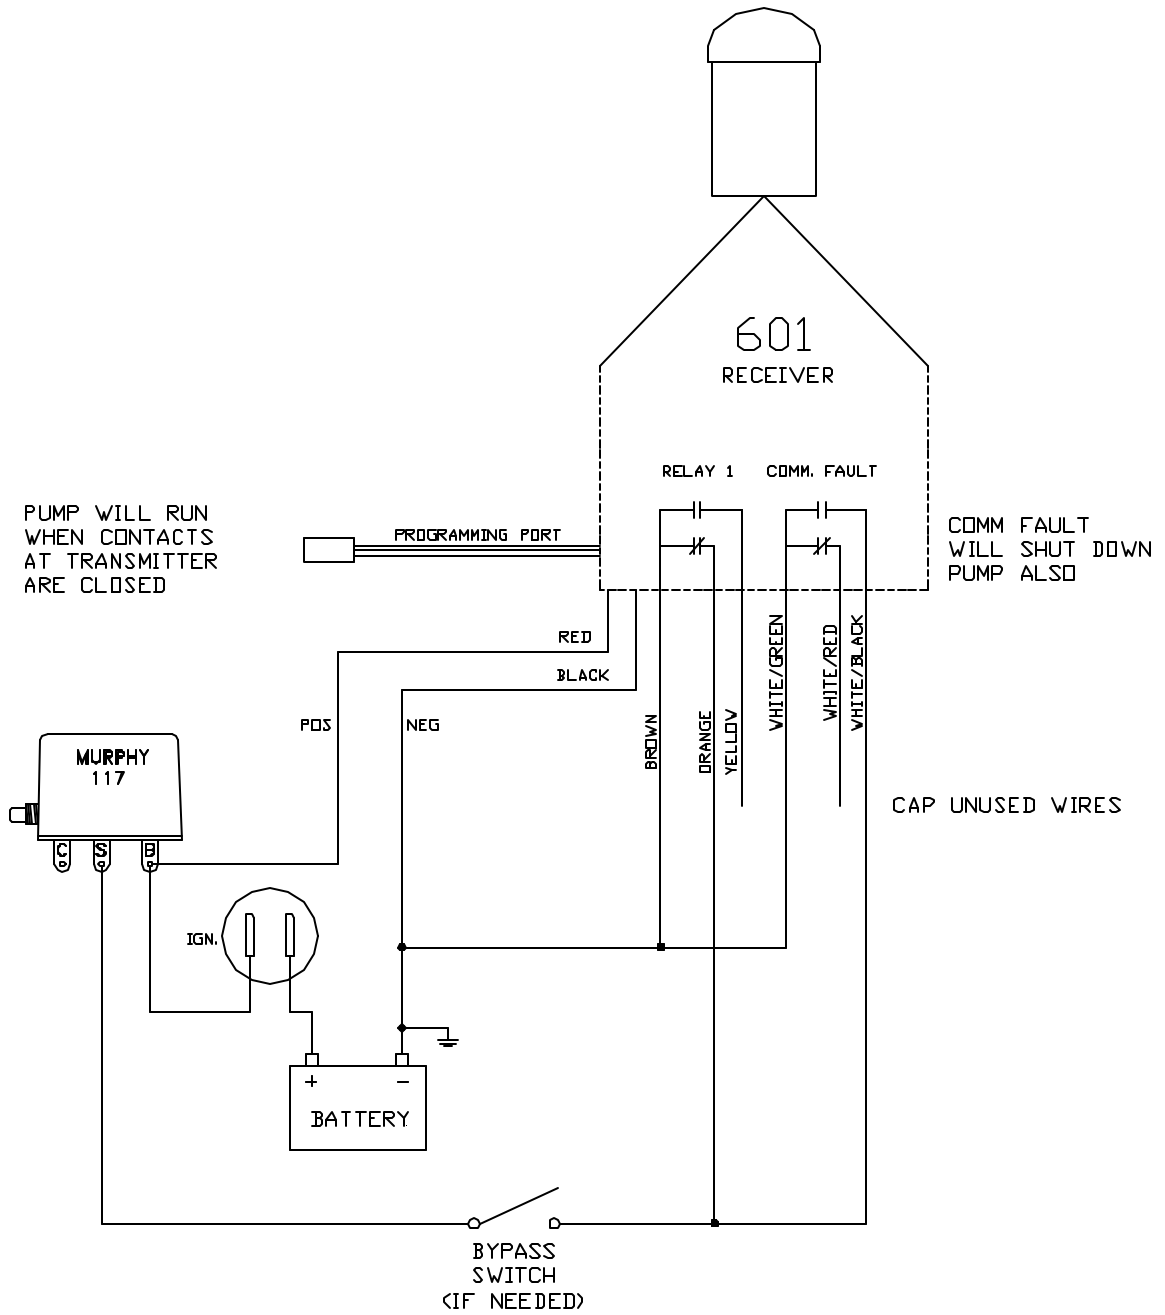 601
RECEIVER
RELAY 1
COMM. FAULT
PUMP WILL RUN
WHEN CONTACTS
AT TRANSMITTER
ARE CLOSED
PROGRAMMING PORT
COMM FAULT
WILL SHUT DOWN
PUMP ALSO
RED
BLACK
POS
NEG
BROWN
ORANGE
YELLOW
WHITE/GREEN
WHITE/RED
WHITE/BLACK
MURPHY
117
C
S
B
CAP UNUSED WIRES
IGN.
+
-
BATTERY
BYPASS
SWITCH
(IF NEEDED)